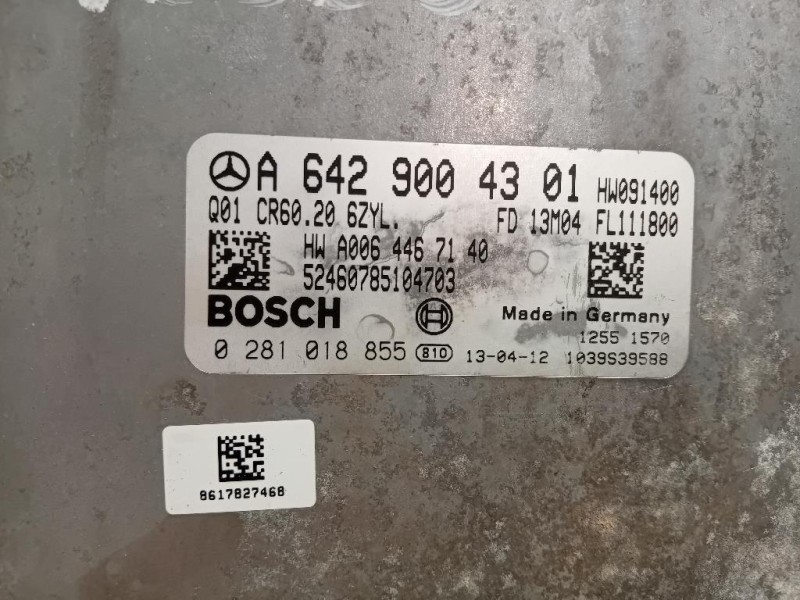 A 642 900 43 01 HW091400
Q01 CR60.20 6ZYL. FD 13M04 FL111800
HW A006 446 71 40
52460785104703
BOSCH Made in Germany
1255 1570
0 281 018 855 810 13-04-12 1039S39588
8617827468